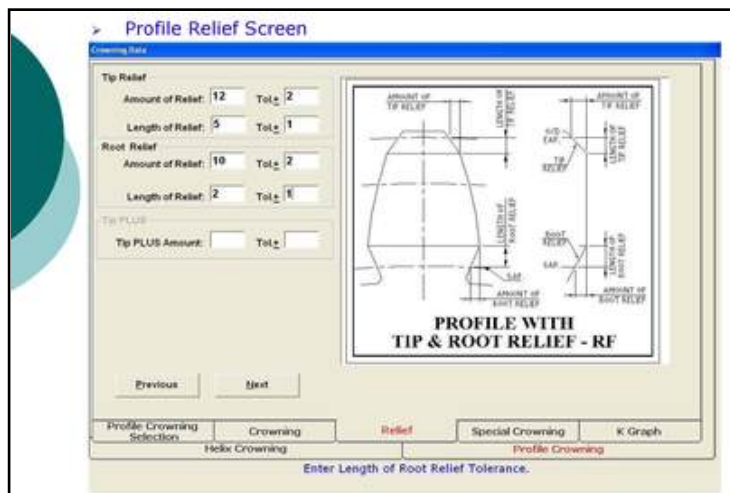 Profile Relief Screen
Crowning Data
Tip Relief
Amount of Relief: 12 Tol± 2
Length of Relief: 5 Tol± 1
Root Relief
Amount of Relief: 10 Tol± 2
Length of Relief: 2 Tol± 1
Tip PLUS
Tip PLUS Amount: Tol±
Previous Next
AMOUNT OF
TIP RELIEF
LENGTH OF
TIP RELIEF
LENGTH OF
ROOT RELIEF
SAP
AMOUNT OF
ROOT RELIEF
AMOUNT OF
TIP RELIEF
EAP
TIP
RELIEF
LENGTH OF
TIP RELIEF
ROOT
RELIEF
SAP
LENGTH OF
ROOT RELIEF
AMOUNT OF
ROOT RELIEF
PROFILE WITH
TIP & ROOT RELIEF - RF
Profile Crowning
Selection
Crowning
Relief
Special Crowning
K Graph
Helix Crowning
Profile Crowning
Enter Length of Root Relief Tolerance.